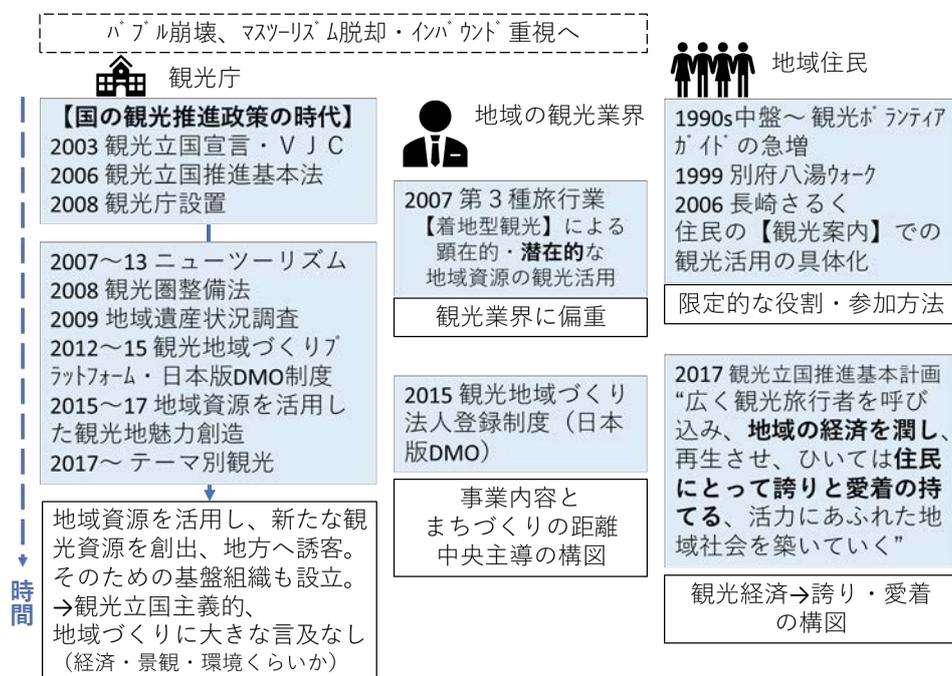 バブル崩壊、マスツーリズム脱却・インバウンド重視へ
観光庁
【国の観光推進政策の時代】
2003 観光立国宣言・ＶＪＣ
2006 観光立国推進基本法
2008 観光庁設置
2007～13 ニューツーリズム
2008 観光圏整備法
2009 地域遺産状況調査
2012～15 観光地域づくりプ
ラットフォーム・日本版DMO制度
2015～17 地域資源を活用し
た観光地魅力創造
2017～ テーマ別観光
地域資源を活用し、新たな観
光資源を創出、地方へ誘客。
そのための基盤組織も設立。
→観光立国主義的、
地域づくりに大きな言及なし
（経済・景観・環境くらいか）
時間
地域の観光業界
2007 第３種旅行業
【着地型観光】による
顕在的・潜在的な
地域資源の観光活用
観光業界に偏重
2015 観光地域づくり
法人登録制度（日本
版DMO）
事業内容と
まちづくりの距離
中央主導の構図
地域住民
1990s中盤～ 観光ボランティア
ガイドの急増
1999 別府八湯ウォーク
2006 長崎さるく
住民の【観光案内】での
観光活用の具体化
限定的な役割・参加方法
2017 観光立国推進基本計画
“広く観光旅行者を呼び
込み、地域の経済を潤し、
再生させ、ひいては住民
にとって誇りと愛着の持
てる、活力にあふれた地
域社会を築いていく”
観光経済→誇り・愛着
の構図